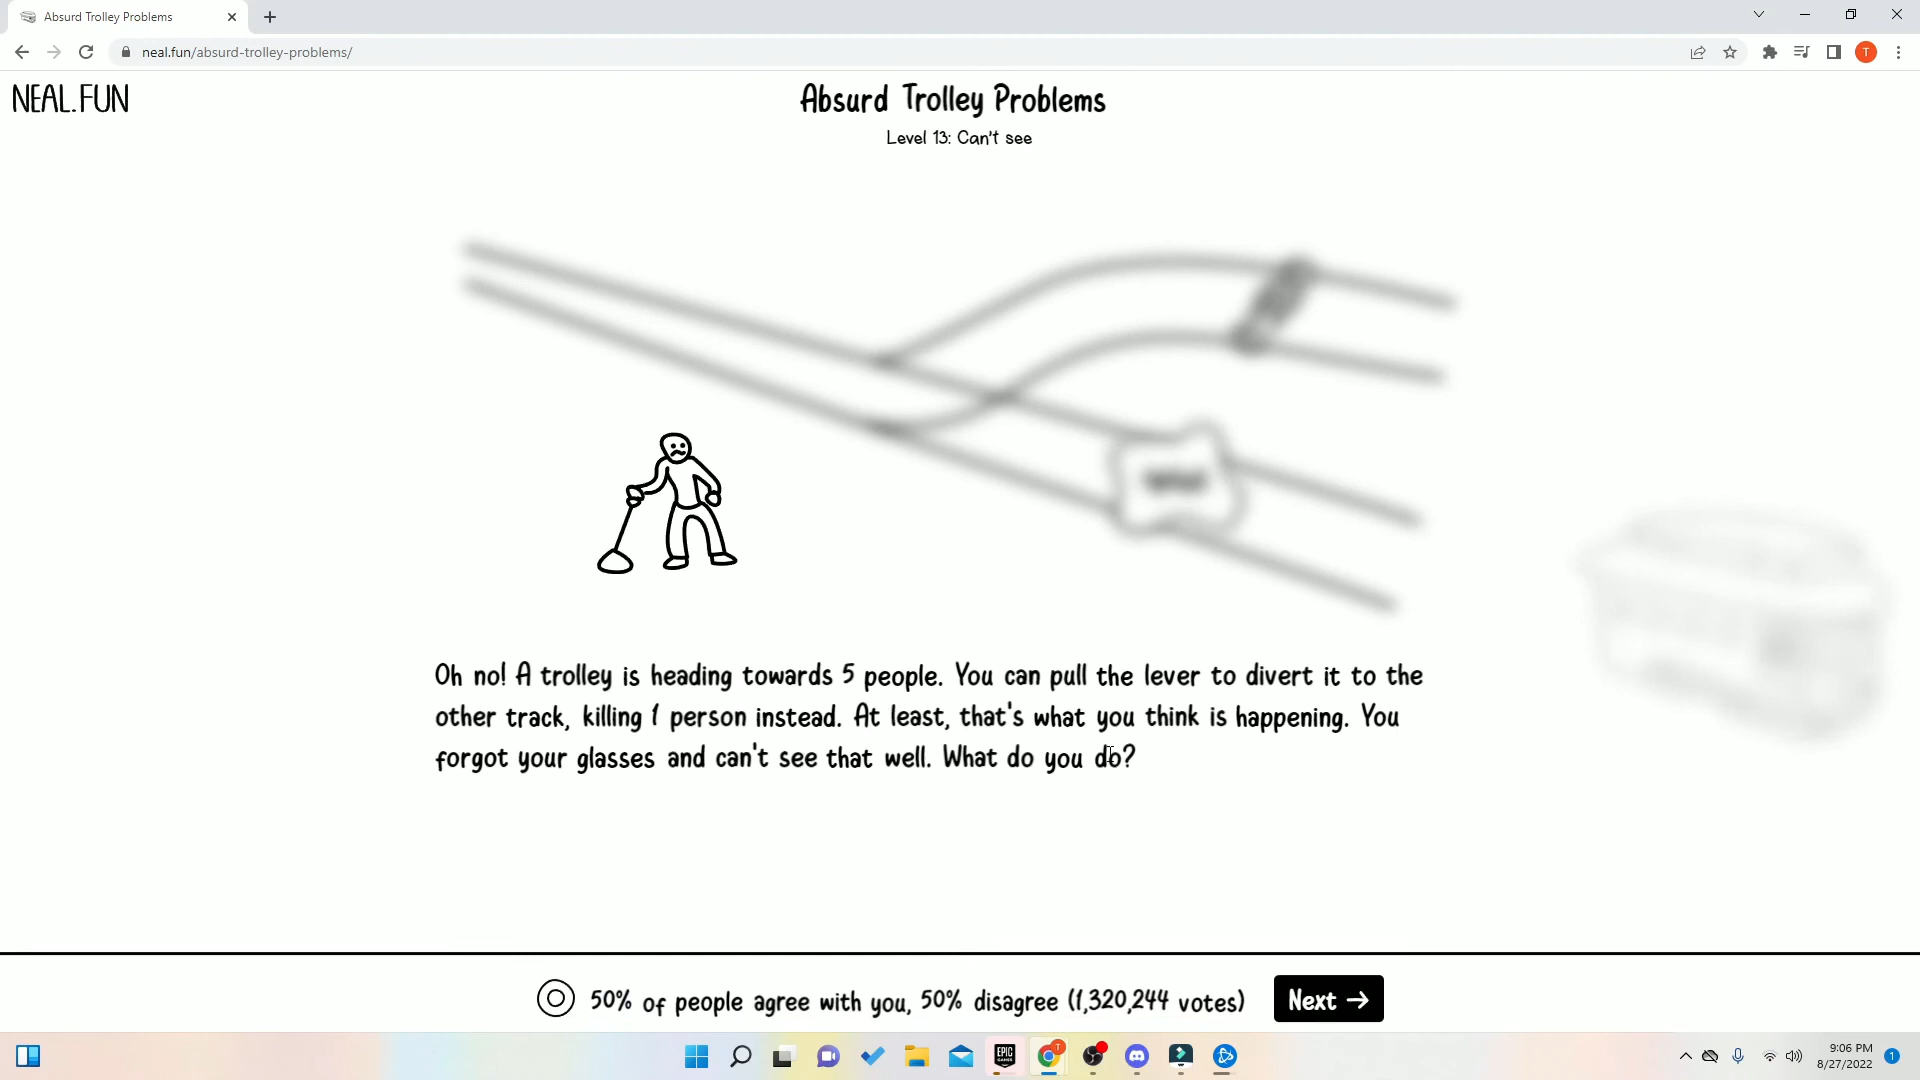 Absurd Trolley Problems
neal.fun/absurd-trolley-problems/
T
NEAL.FUN
Absurd Trolley Problems
Level 13: Can't see
Oh no! A trolley is heading towards 5 people. You can pull the lever to divert it to the
other track, killing 1 person instead. At least, that's what you think is happening. You
forgot your glasses and can't see that well. What do you do?
50% of people agree with you, 50% disagree (1,320,244 votes)
Next →
EPIC
GAMES
T
9:06 PM
8/27/2022
1